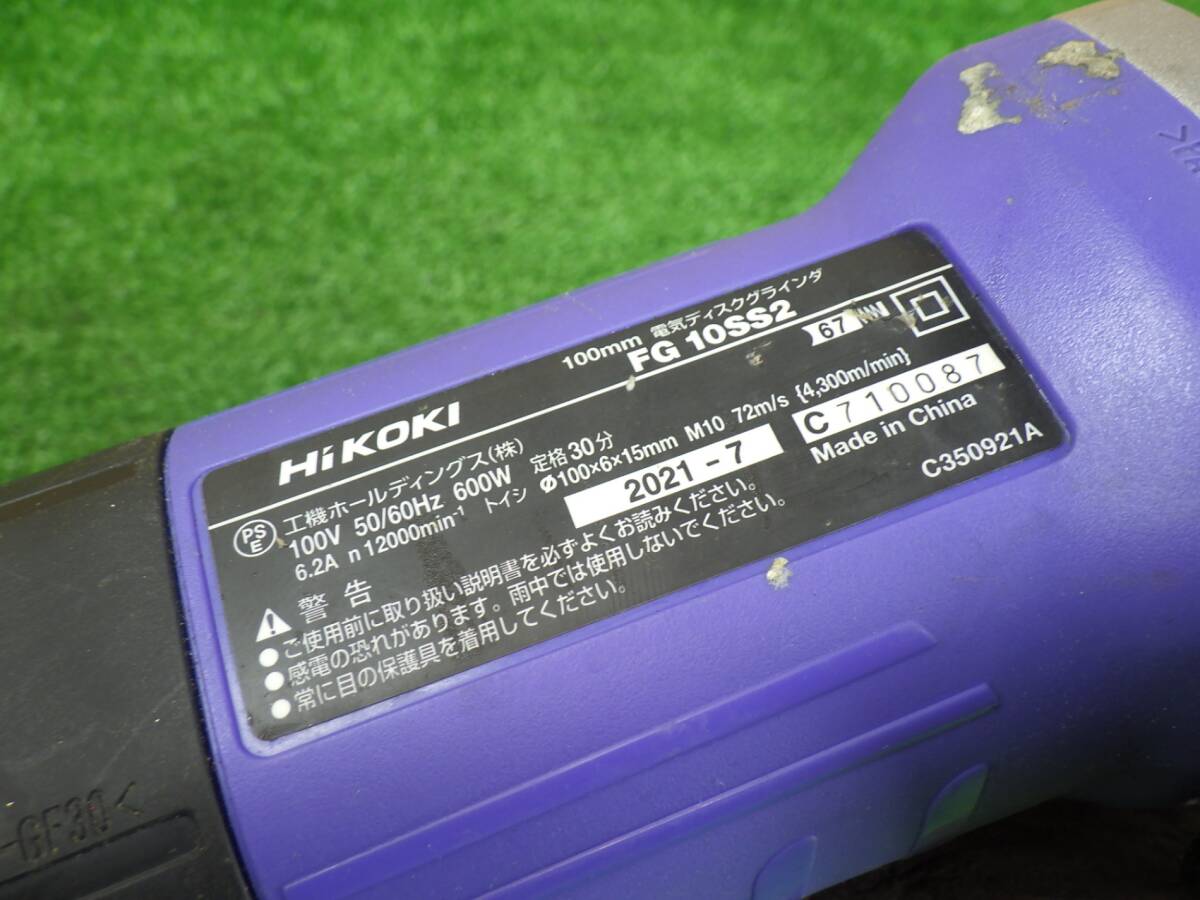 100mm 電気ディスクグラインダ
HiKOKI FG 10SS2
工機ホールディングス(株)
PS
E
100V 50/60Hz 600W 定格30分
6.2A n 12000min-1 トイシ Φ100×6×15mm M10 72m/s {4,300m/min}
67
2021-7
C710087
Made in China
C350921A
警告
●ご使用前に取り扱い説明書を必ずよくお読みください。
●感電の恐れがあります。雨中では使用しないでください。
●常に目の保護具を着用してください。
-GF30<